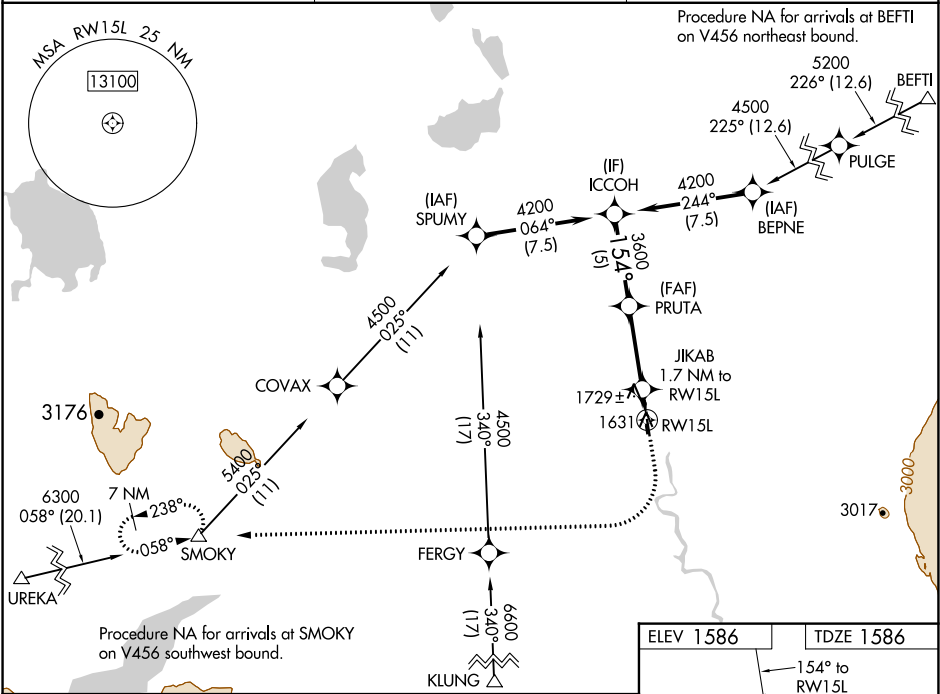 Procedure NA for arrivals at BEFTI
on V456 northeast bound.
MSA RW15L 25 NM
13100
5200
226° (12.6)
BEFTI
4500
225° (12.6)
PULGE
(IF)
ICCOH
4200
244°
(7.5)
(IAF)
BEPNE
(IAF)
SPUMY
4200
064°
(7.5)
3600
154°
(5)
(FAF)
PRUTA
4500
025°
(11)
JIKAB
1.7 NM to
RW15L
COVAX
1729±
1631
RW15L
3176
4500
340°
(17)
5400
025°
(11)
3000
3017
6300
058° (20.1)
7 NM
238°
058°
SMOKY
FERGY
UREKA
6600
340°
(17)
KLUNG
Procedure NA for arrivals at SMOKY
on V456 southwest bound.
ELEV 1586
TDZE 1586
154° to
RW15L